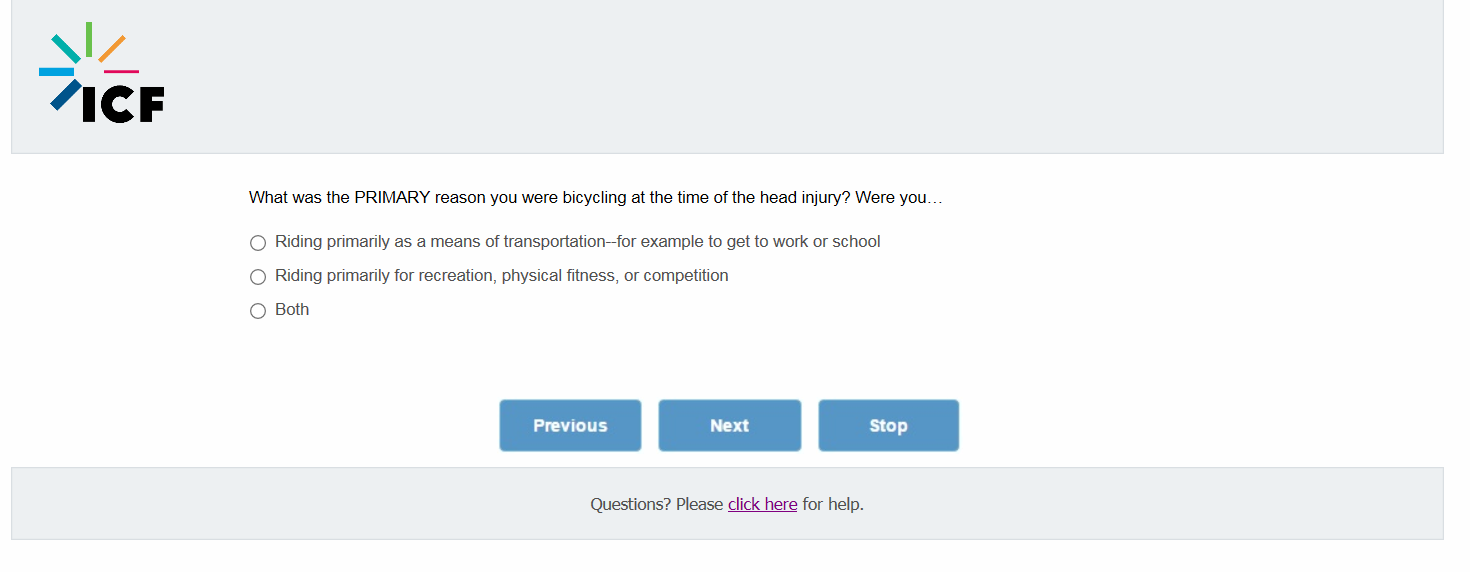 ICF
What was the PRIMARY reason you were bicycling at the time of the head injury? Were you…
Riding primarily as a means of transportation--for example to get to work or school
Riding primarily for recreation, physical fitness, or competition
Both
Previous Next Stop
Questions? Please click here for help.